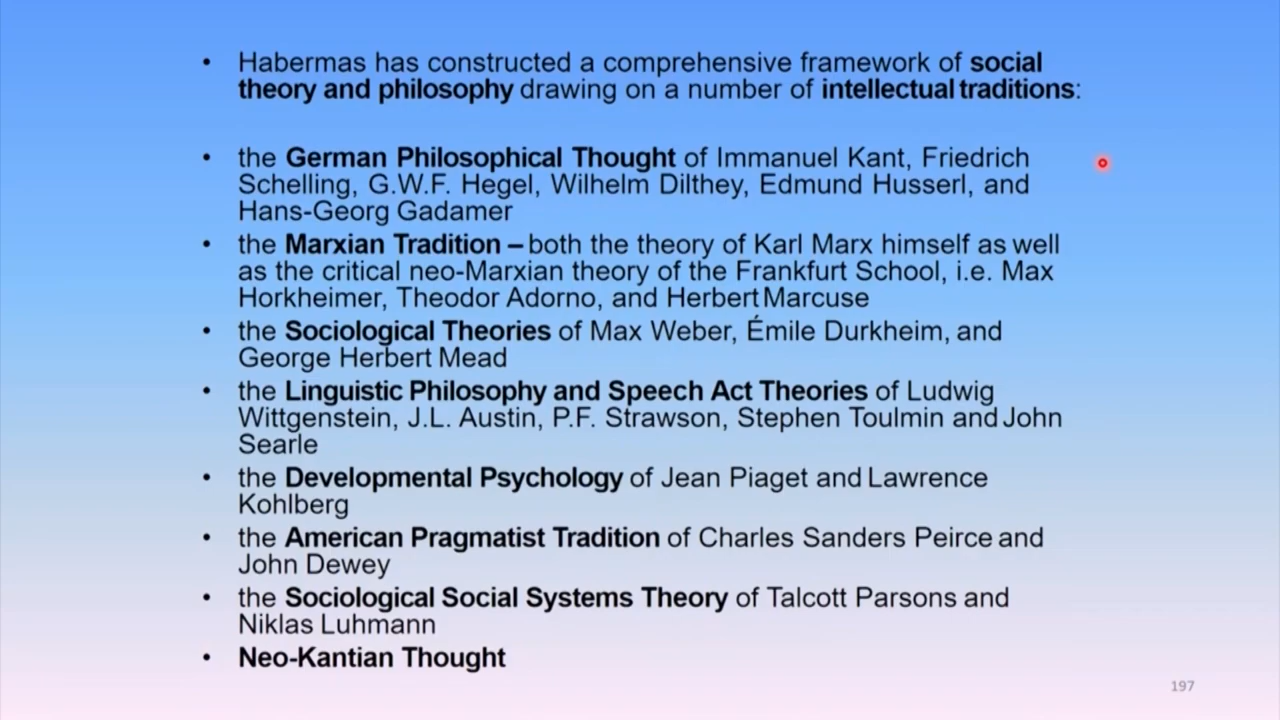 • Habermas has constructed a comprehensive framework of social
theory and philosophy drawing on a number of intellectual traditions:
• the German Philosophical Thought of Immanuel Kant, Friedrich
Schelling, G.W.F. Hegel, Wilhelm Dilthey, Edmund Husserl, and
Hans-Georg Gadamer
• the Marxian Tradition – both the theory of Karl Marx himself as well
as the critical neo-Marxian theory of the Frankfurt School, i.e. Max
Horkheimer, Theodor Adorno, and Herbert Marcuse
• the Sociological Theories of Max Weber, Émile Durkheim, and
George Herbert Mead
• the Linguistic Philosophy and Speech Act Theories of Ludwig
Wittgenstein, J.L. Austin, P.F. Strawson, Stephen Toulmin and John
Searle
• the Developmental Psychology of Jean Piaget and Lawrence
Kohlberg
• the American Pragmatist Tradition of Charles Sanders Peirce and
John Dewey
• the Sociological Social Systems Theory of Talcott Parsons and
Niklas Luhmann
• Neo-Kantian Thought
197